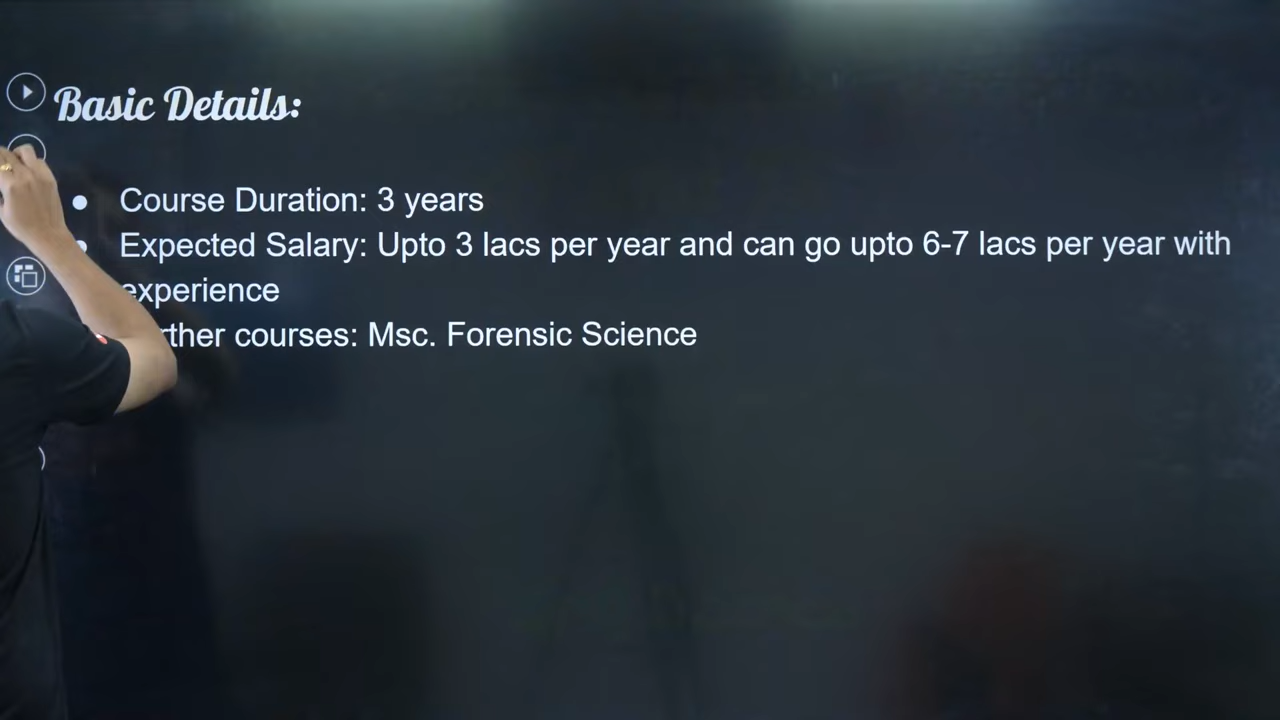 Basic Details:
● Course Duration: 3 years
● Expected Salary: Upto 3 lacs per year and can go upto 6-7 lacs per year with
experience
courses: Msc. Forensic Science